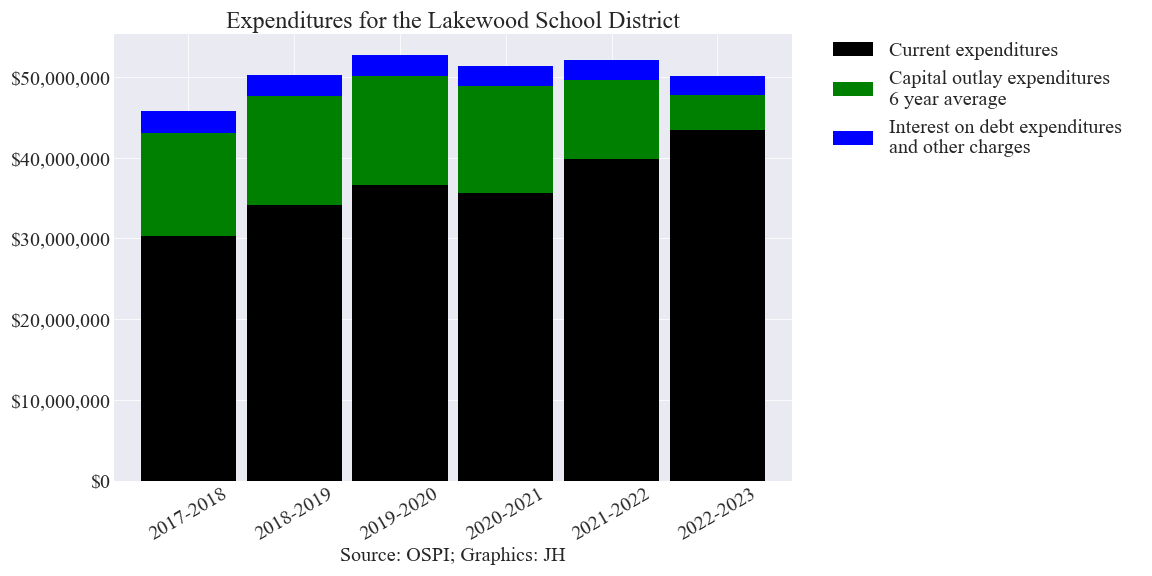 Expenditures for the Lakewood School District
$50,000,000
$40,000,000
$30,000,000
$20,000,000
$10,000,000
$0
2017-2018
2018-2019
2019-2020
2020-2021
2021-2022
2022-2023
Source: OSPI; Graphics: JH
Current expenditures
Capital outlay expenditures
6 year average
Interest on debt expenditures
and other charges